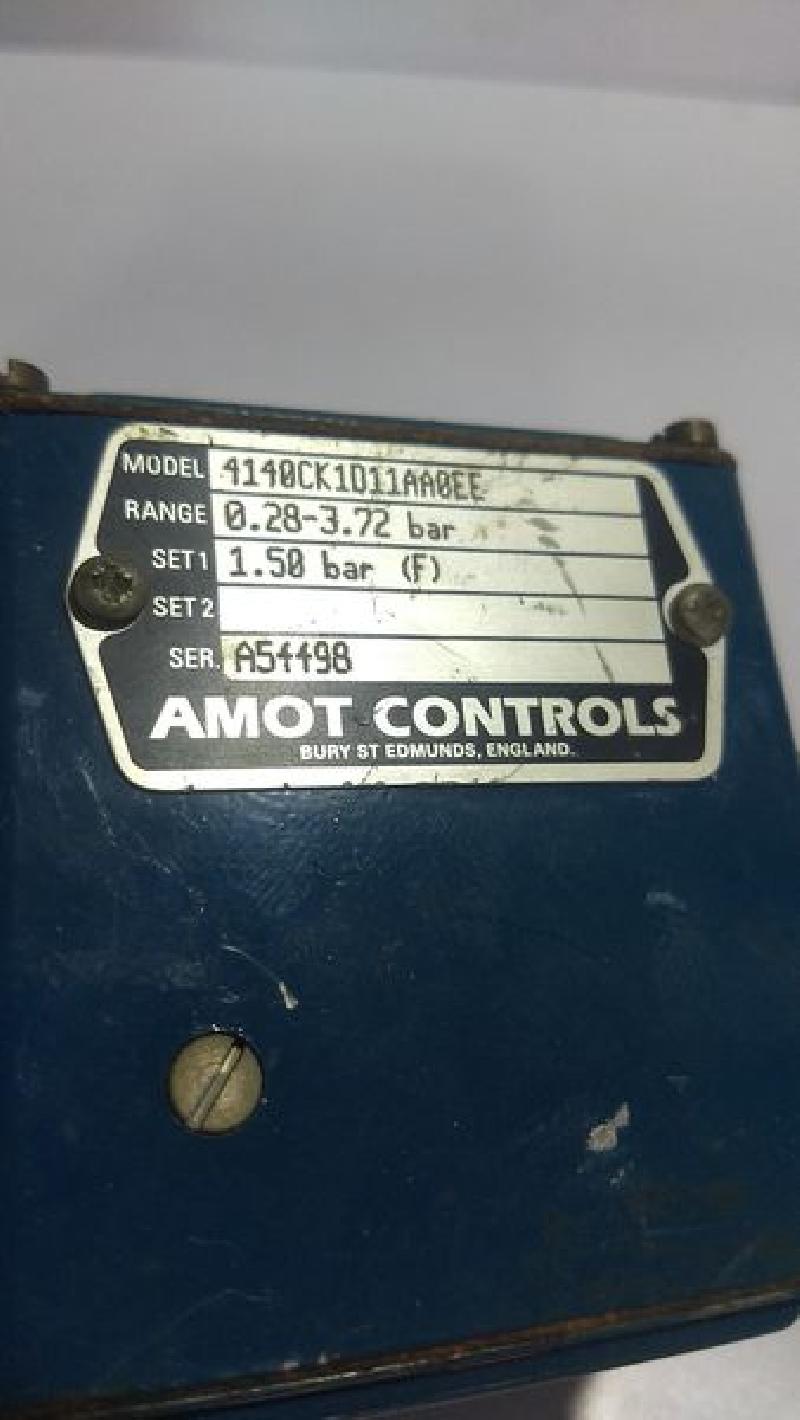 MODEL 4140CK1D11AA0EE
RANGE 0.28-3.72 bar
SET 1 1.50 bar (F)
SET 2
SER. A54498
AMOT CONTROLS
BURY ST EDMUNDS, ENGLAND.